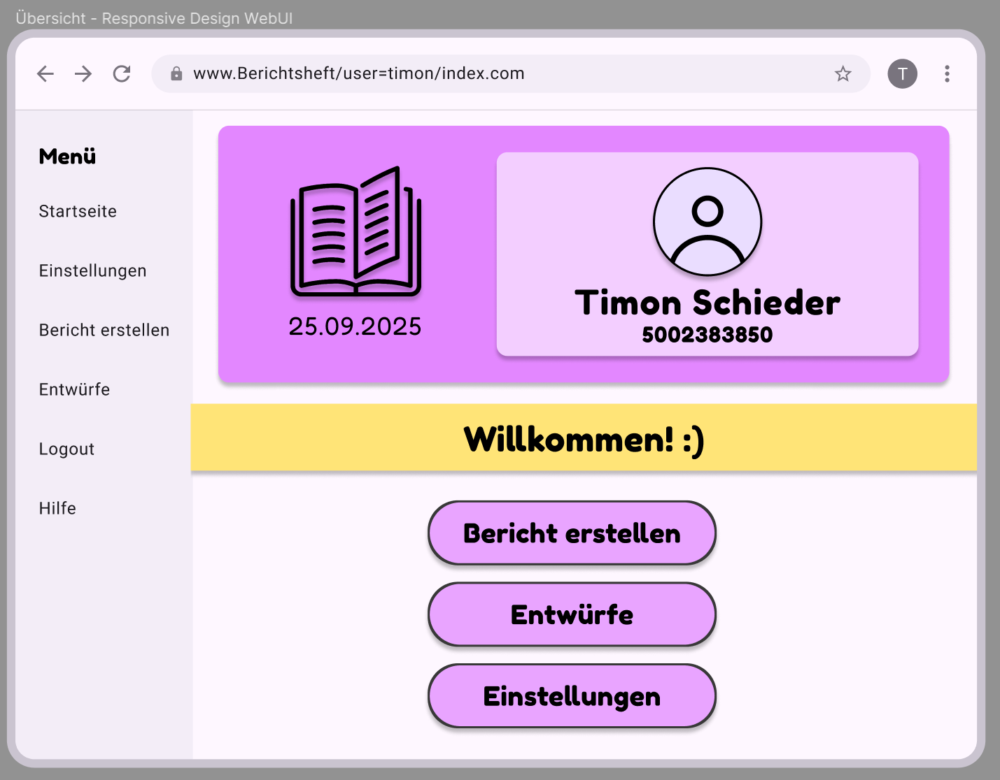 Übersicht - Responsive Design WebUI
www.Berichtsheft/user=timon/index.com
T
Menü
Startseite
Einstellungen
Bericht erstellen
Entwürfe
Logout
Hilfe
25.09.2025
Timon Schieder
5002383850
Willkommen! :)
Bericht erstellen
Entwürfe
Einstellungen